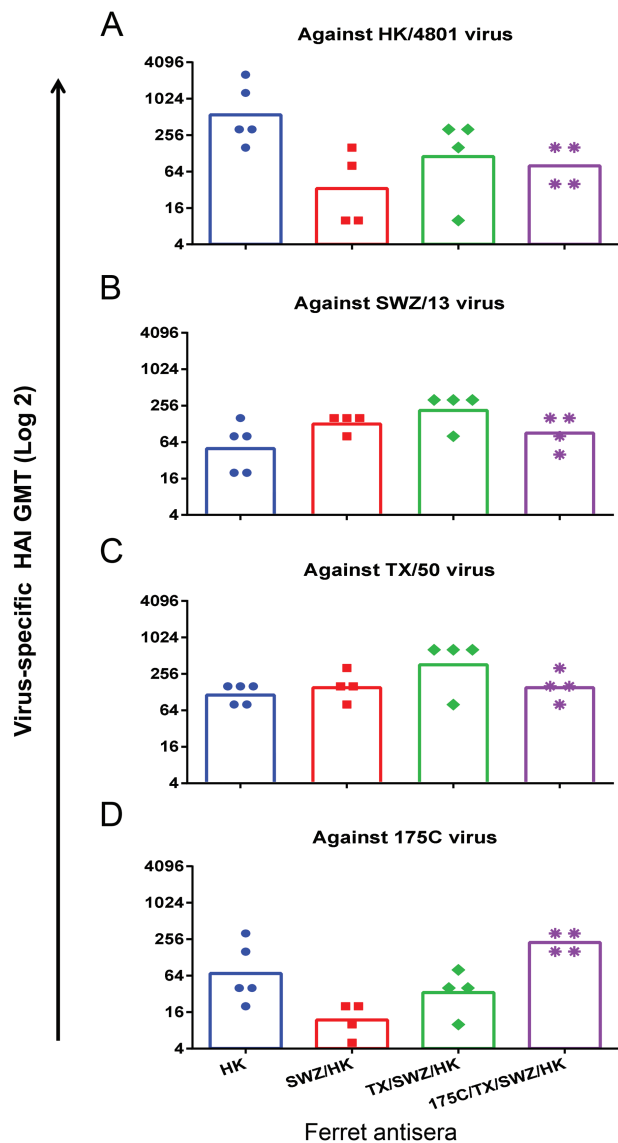 A
Against HK/4801 virus
4096
1024
256
64
16
4
B
Against SWZ/13 virus
4096
1024
256
64
16
4
C
Against TX/50 virus
4096
1024
256
64
16
4
D
Against 175C virus
4096
1024
256
64
16
4
Virus-specific HAI GMT (Log 2)
HK
SWZ/HK
TX/SWZ/HK
175C/TX/SWZ/HK
Ferret antisera